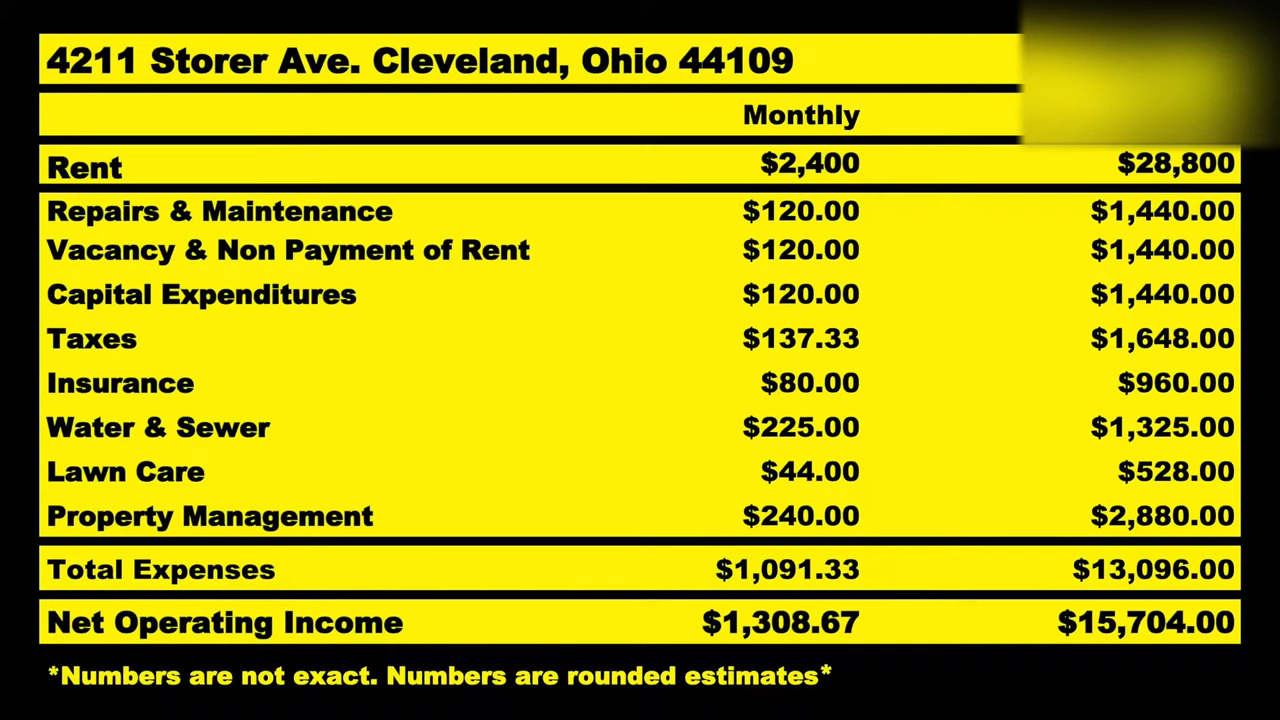 4211 Storer Ave. Cleveland, Ohio 44109
Monthly
Rent $2,400 $28,800
Repairs & Maintenance $120.00 $1,440.00
Vacancy & Non Payment of Rent $120.00 $1,440.00
Capital Expenditures $120.00 $1,440.00
Taxes $137.33 $1,648.00
Insurance $80.00 $960.00
Water & Sewer $225.00 $1,325.00
Lawn Care $44.00 $528.00
Property Management $240.00 $2,880.00
Total Expenses $1,091.33 $13,096.00
Net Operating Income $1,308.67 $15,704.00
*Numbers are not exact. Numbers are rounded estimates*